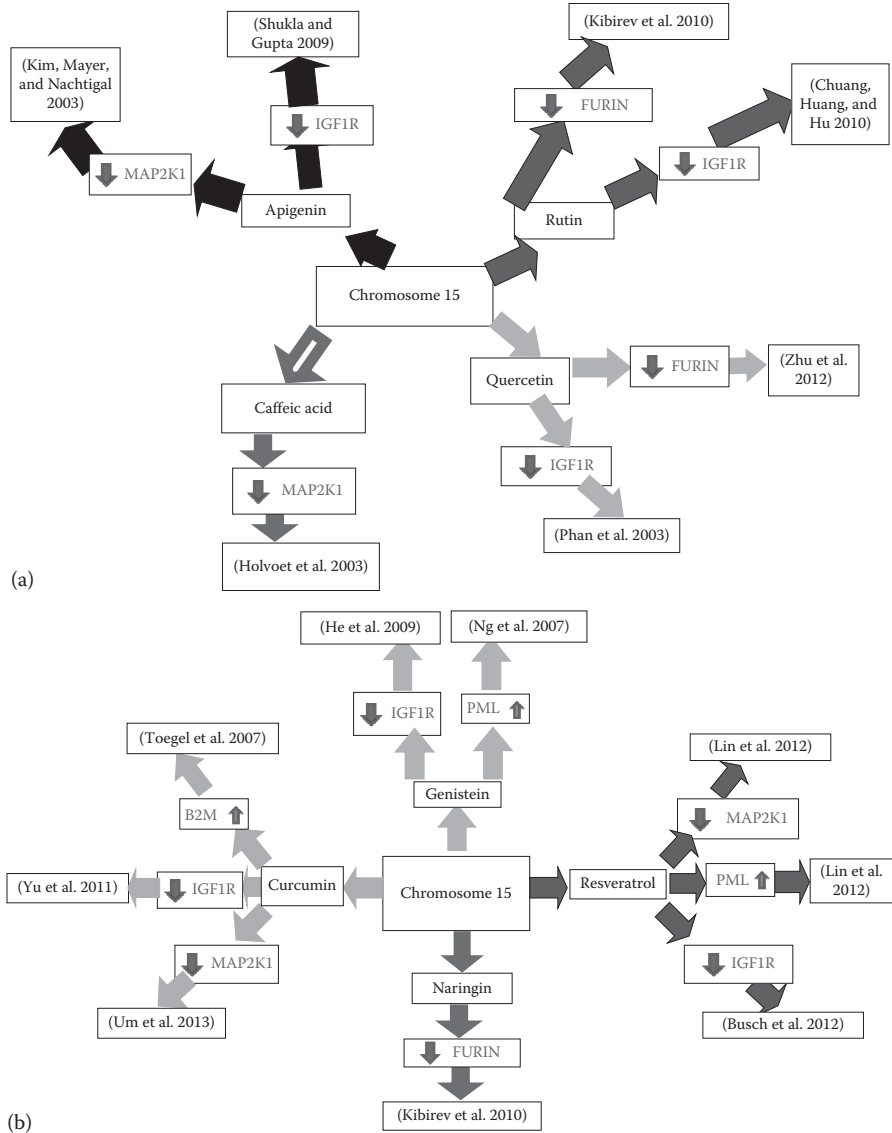 (Shukla and
Gupta 2009)
(Kibirev et al. 2010)
(Kim, Mayer,
and Nachtigal
2003)
(Chuang,
Huang, and
Hu 2010)
FURIN
IGF1R
IGF1R
MAP2K1
Apigenin
Rutin
Chromosome 15
Quercetin
FURIN
(Zhu et al.
2012)
Caffeic acid
IGF1R
MAP2K1
(Phan et al. 2003)
(Holvoet et al. 2003)
(a)
(He et al. 2009)
(Ng et al. 2007)
IGF1R
PML
(Toegel et al. 2007)
(Lin et al. 2012)
Genistein
B2M
MAP2K1
(Yu et al. 2011)
IGF1R
Curcumin
Chromosome 15
Resveratrol
PML
(Lin et al.
2012)
MAP2K1
IGF1R
Naringin
(Um et al. 2013)
(Busch et al. 2012)
FURIN
(Kibirev et al. 2010)
(b)